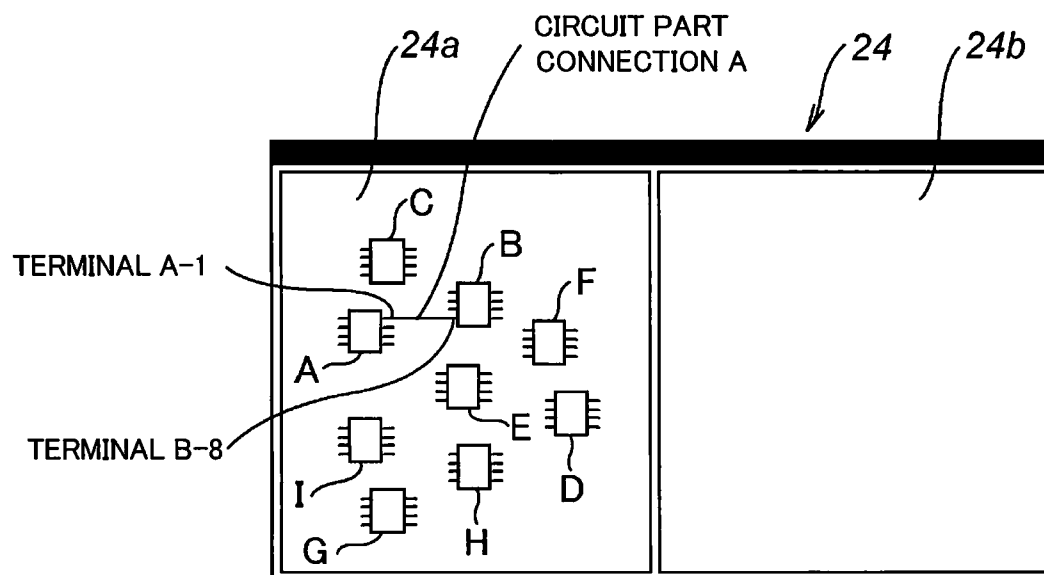 CIRCUIT PART
CONNECTION A
24a
24
24b
C
B
TERMINAL A-1
F
A
E
TERMINAL B-8
I
D
G
H